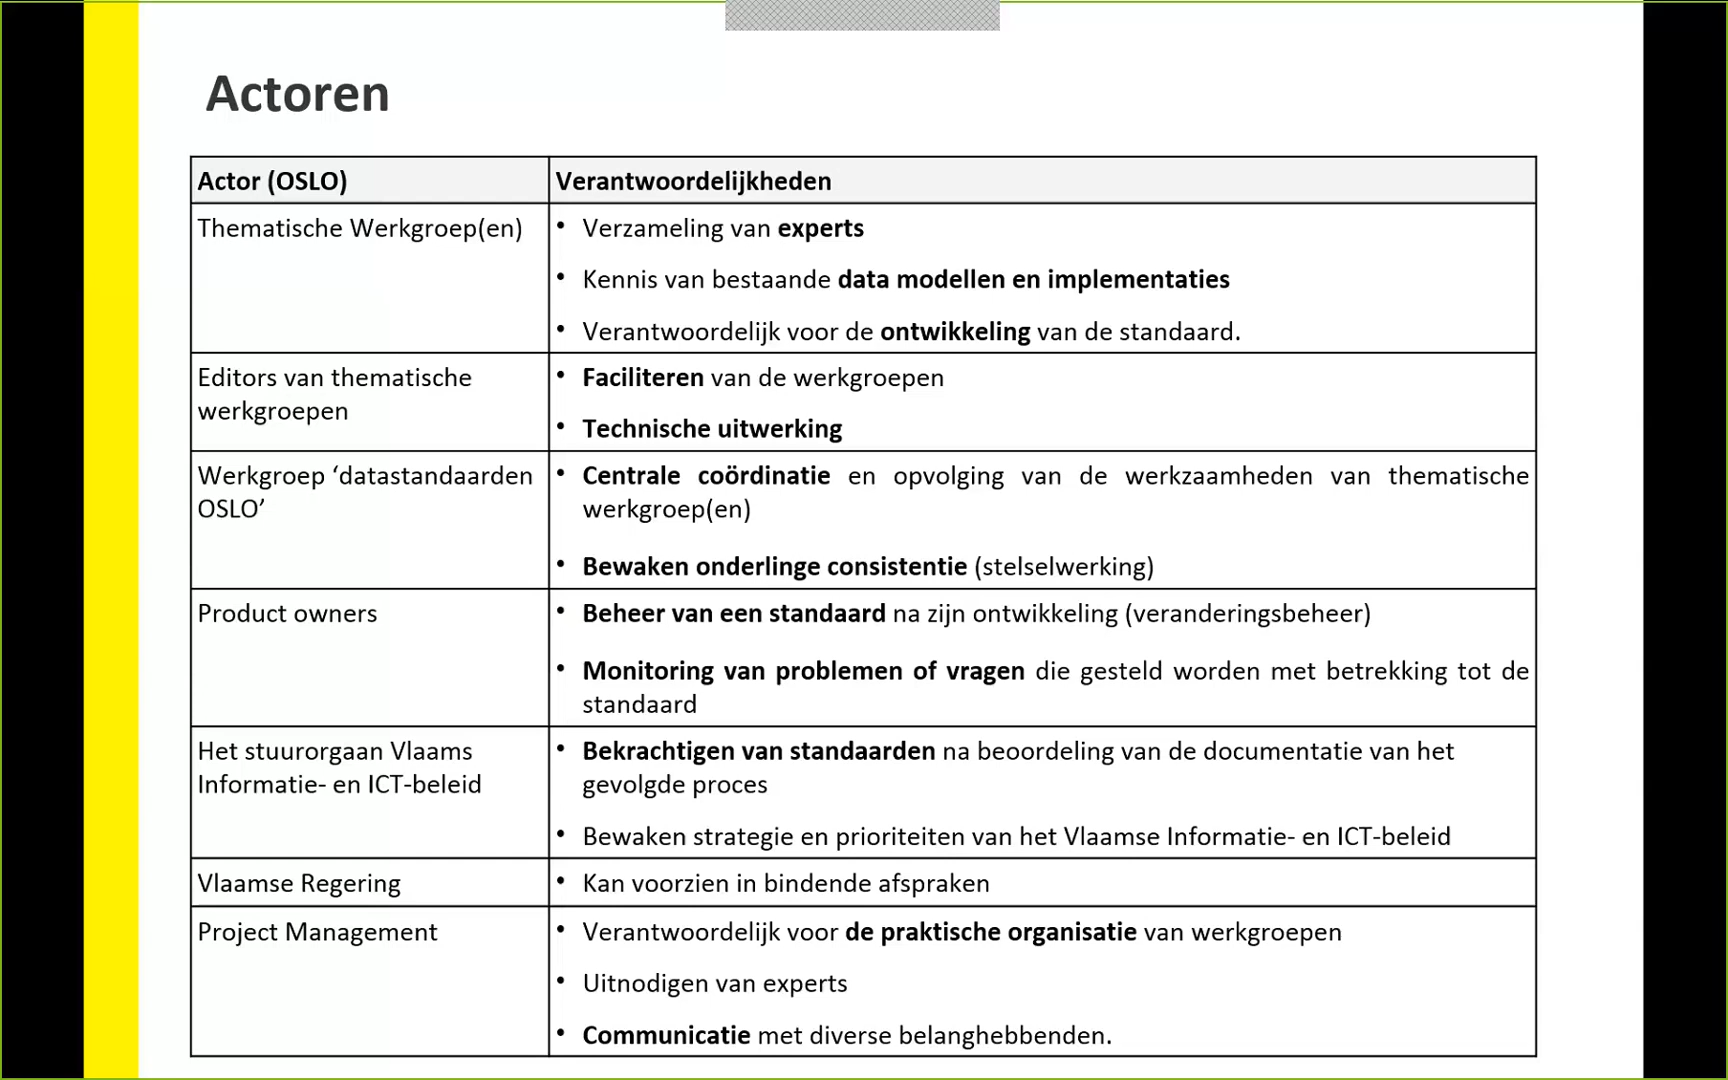 Actoren
Actor (OSLO)
Verantwoordelijkheden
Thematische Werkgroep(en)
• Verzameling van experts
• Kennis van bestaande data modellen en implementaties
• Verantwoordelijk voor de ontwikkeling van de standaard.
Editors van thematische
werkgroepen
• Faciliteren van de werkgroepen
• Technische uitwerking
Werkgroep ‘datastandaarden
OSLO’
• Centrale coördinatie en opvolging van de werkzaamheden van thematische
werkgroep(en)
• Bewaken onderlinge consistentie (stelselwerking)
Product owners
• Beheer van een standaard na zijn ontwikkeling (veranderingsbeheer)
• Monitoring van problemen of vragen die gesteld worden met betrekking tot de
standaard
Het stuurorgaan Vlaams
Informatie- en ICT-beleid
• Bekrachtigen van standaarden na beoordeling van de documentatie van het
gevolgde proces
• Bewaken strategie en prioriteiten van het Vlaamse Informatie- en ICT-beleid
Vlaamse Regering
• Kan voorzien in bindende afspraken
Project Management
• Verantwoordelijk voor de praktische organisatie van werkgroepen
• Uitnodigen van experts
• Communicatie met diverse belanghebbenden.